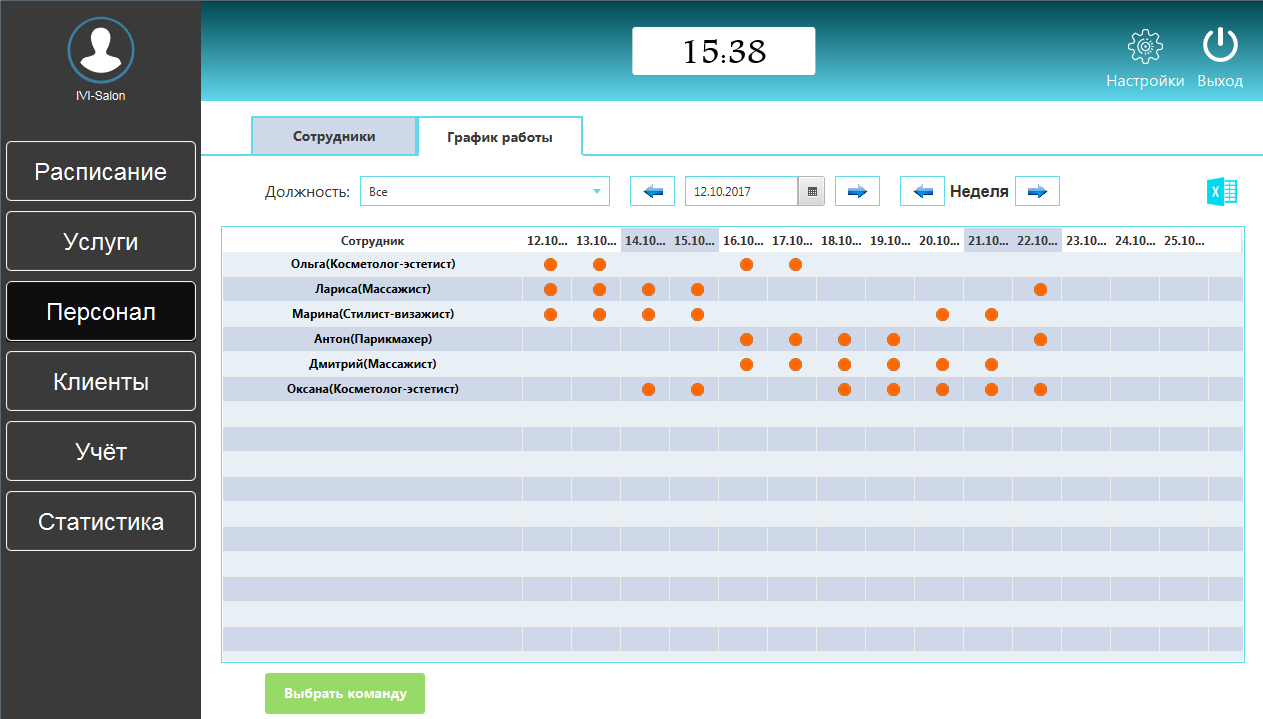 15:38
IVI-Salon
Настройки Выход
Расписание
Услуги
Персонал
Клиенты
Учёт
Статистика
Сотрудники График работы
Должность: Все 12.10.2017 Неделя
Сотрудник 12.10... 13.10... 14.10... 15.10... 16.10... 17.10... 18.10... 19.10... 20.10... 21.10... 22.10... 23.10... 24.10... 25.10...
Ольга(Косметолог-эстетист)
Лариса(Массажист)
Марина(Стилист-визажист)
Антон(Парикмахер)
Дмитрий(Массажист)
Оксана(Косметолог-эстетист)
Выбрать команду